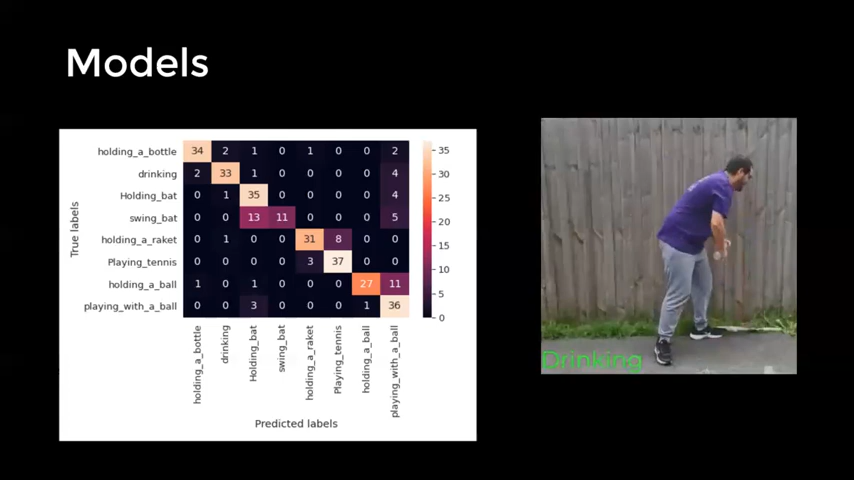 Models
holding_a_bottle 34 2 1 0 1 0 0 2
drinking 2 33 1 0 0 0 0 4
Holding_bat 0 1 35 0 0 0 0 4
swing_bat 0 0 13 11 0 0 0 5
holding_a_raket 0 1 0 0 31 8 0 0
Playing_tennis 0 0 0 0 3 37 0 0
holding_a_ball 1 0 1 0 0 0 27 11
playing_with_a_ball 0 0 3 0 0 0 1 36
True labels
holding_a_bottle
drinking
Holding_bat
swing_bat
holding_a_raket
Playing_tennis
holding_a_ball
playing_with_a_ball
Predicted labels
35
30
25
20
15
10
5
0
Drinking